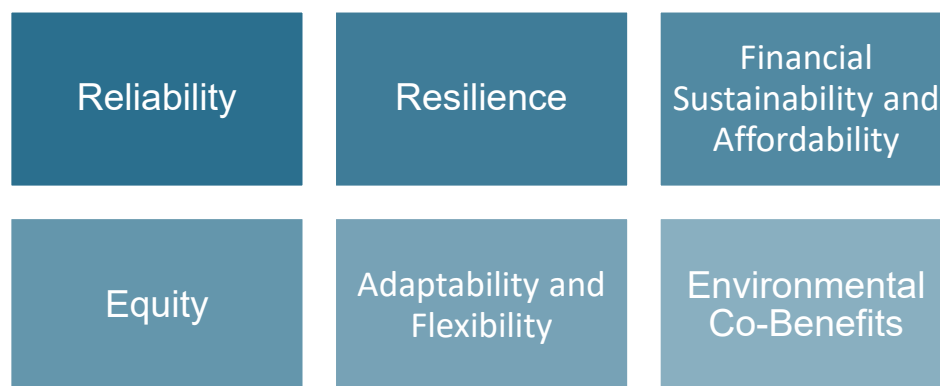 Reliability
Resilience
Financial
Sustainability and
Affordability
Equity
Adaptability and
Flexibility
Environmental
Co-Benefits